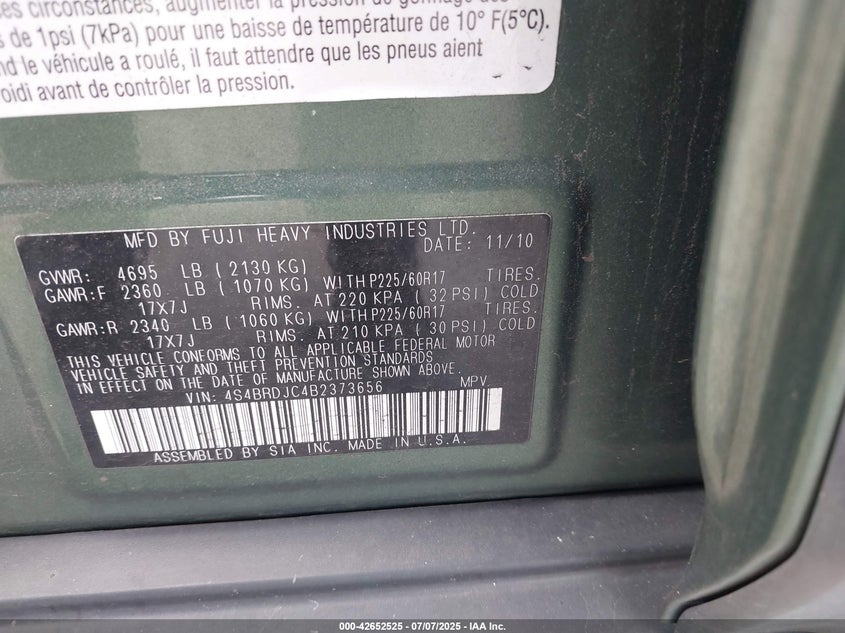 es circonstances, augmenter la pression de gonflage des
s de 1psi (7kPa) pour une baisse de température de 10° F(5°C).
nd le véhicule a roulé, il faut attendre que les pneus aient
oidi avant de contrôler la pression.
MFD BY FUJI HEAVY INDUSTRIES LTD.
DATE: 11/10
GVWR: 4695 LB (2130 KG)
GAWR:F 2360 LB (1070 KG) WITH P225/60R17 TIRES.
17X7J RIMS. AT 220 KPA (32 PSI) COLD
GAWR:R 2340 LB (1060 KG) WITH P225/60R17 TIRES.
17X7J RIMS. AT 210 KPA (30 PSI) COLD
THIS VEHICLE CONFORMS TO ALL APPLICABLE FEDERAL MOTOR
VEHICLE SAFETY AND THEFT PREVENTION STANDARDS
IN EFFECT ON THE DATE OF MANUFACTURE SHOWN ABOVE.
VIN: 4S4BRDJC4B2373656 MPV
ASSEMBLED BY SIA INC. MADE IN U.S.A.
000-42652525 - 07/07/2025 - IAA Inc.